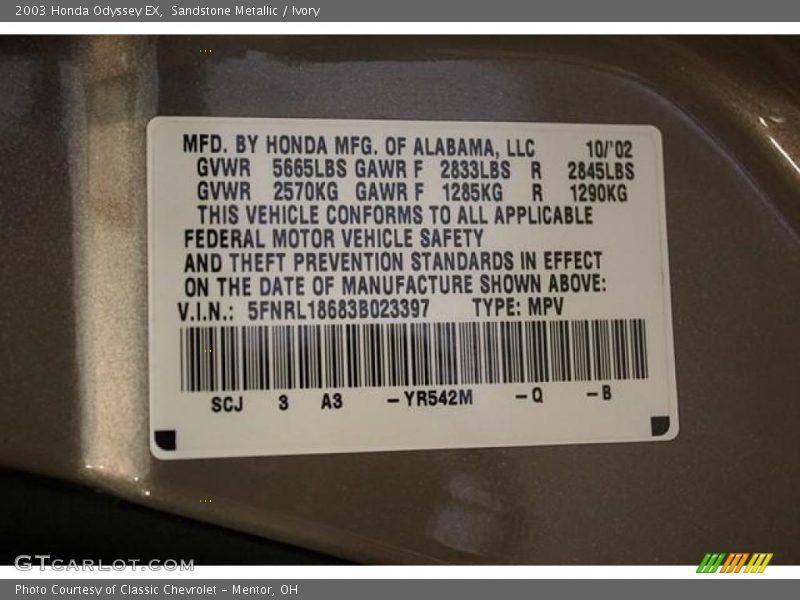 2003 Honda Odyssey EX, Sandstone Metallic / Ivory
MFD. BY HONDA MFG. OF ALABAMA, LLC 10/'02
GVWR 5665LBS GAWR F 2833LBS R 2845LBS
GVWR 2570KG GAWR F 1285KG R 1290KG
THIS VEHICLE CONFORMS TO ALL APPLICABLE
FEDERAL MOTOR VEHICLE SAFETY
AND THEFT PREVENTION STANDARDS IN EFFECT
ON THE DATE OF MANUFACTURE SHOWN ABOVE:
V.I.N.: 5FNRL18683B023397 TYPE: MPV
SCJ 3 A3 -YR542M -Q -B
GTcarlot.com
Photo Courtesy of Classic Chevrolet - Mentor, OH